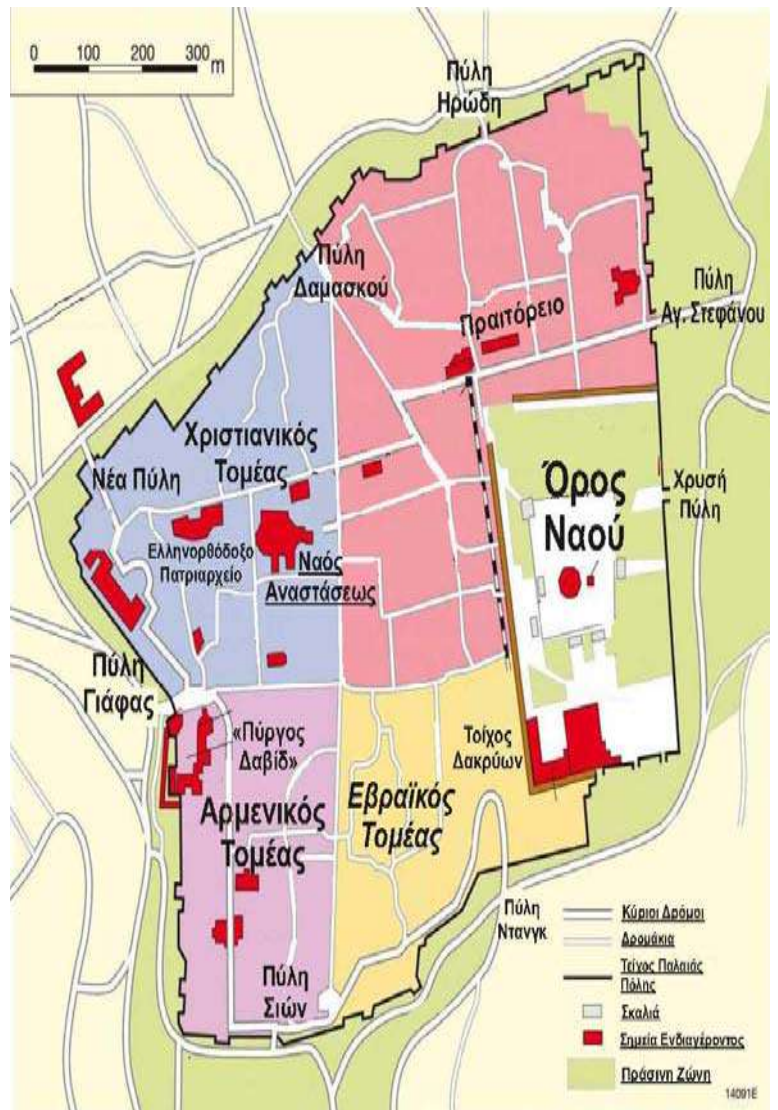 0 100 200 300 m
Πύλη
Ηρώδη
Πύλη
Δαμασκού
Πραιτόρειο
Πύλη
Αγ. Στεφάνου
Χριστιανικός
Τομέας
Νέα Πύλη
Όρος
Ναού
Χρυσή
Πύλη
Ελληνορθόδοξο
Πατριαρχείο
Ναός
Αναστάσεως
Πύλη
Γιάφας
«Πύργος
Δαβίδ»
Τοίχος
Δακρύων
Αρμενικός
Τομέας
Εβραϊκός
Τομέας
Πύλη
Ντανγκ
Πύλη
Σιών
Κύριοι Δρόμοι
Δρομάκια
Τείχος Παλαιάς
Πόλης
Σκαλιά
Σημεία Ενδιαγέροντος
Πράσινη Ζώνη
14091E